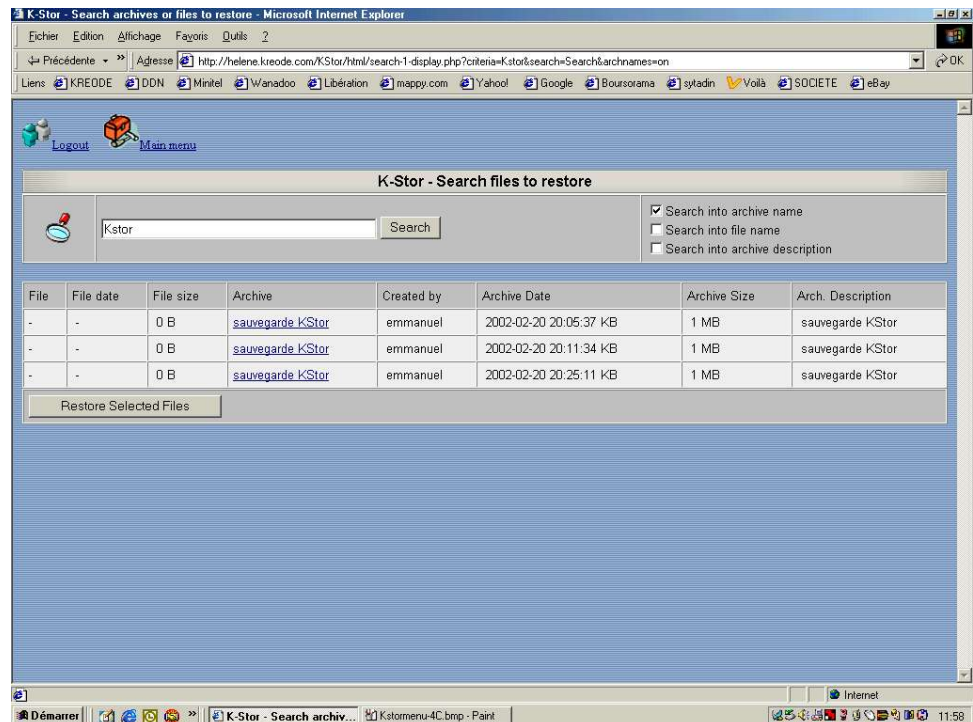 K-Stor - Search archives or files to restore - Microsoft Internet Explorer
Fichier Edition Affichage Favoris Outils ?
Précédente » Adresse http://helene.kreode.com/KStor/html/search-1-display.php?criteria=Kstor&search=Search&archnames=on OK
Liens KREODE DDN Minitel Wanadoo Libération mappy.com Yahoo! Google Boursorama sytadin Voilà SOCIETE eBay
Logout Main menu
K-Stor - Search files to restore
Kstor Search
Search into archive name
Search into file name
Search into archive description
File File date File size Archive Created by Archive Date Archive Size Arch. Description
- - 0 B sauvegarde KStor emmanuel 2002-02-20 20:05:37 KB 1 MB sauvegarde KStor
- - 0 B sauvegarde KStor emmanuel 2002-02-20 20:11:34 KB 1 MB sauvegarde KStor
- - 0 B sauvegarde KStor emmanuel 2002-02-20 20:25:11 KB 1 MB sauvegarde KStor
Restore Selected Files
Internet
Démarrer » K-Stor - Search archiv... Kstormenu-4C.bmp - Paint 11:58